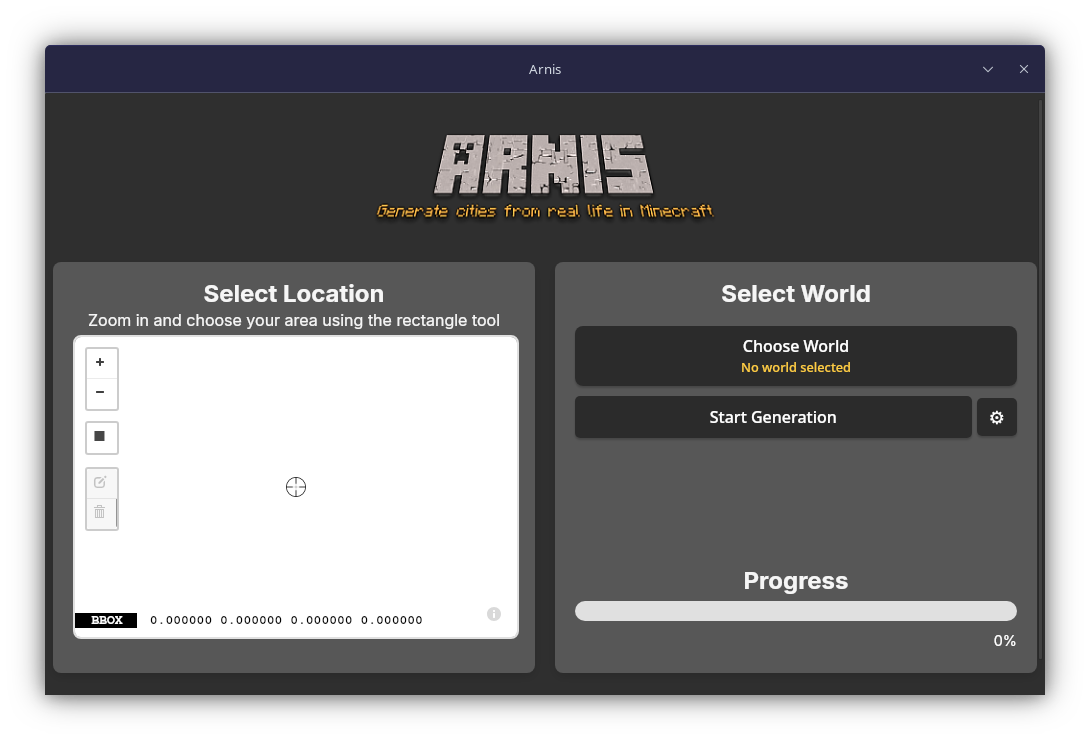 Arnis
ARNIS
Generate cities from real life in Minecraft
Select Location
Zoom in and choose your area using the rectangle tool
+
−
BBOX 0.000000 0.000000 0.000000 0.000000
Select World
Choose World
No world selected
Start Generation
Progress
0%